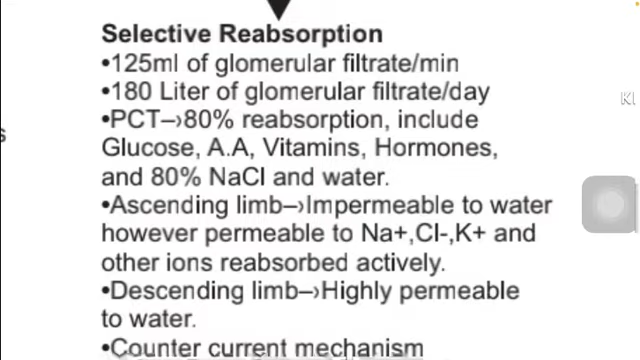 Selective Reabsorption
•125ml of glomerular filtrate/min
•180 Liter of glomerular filtrate/day
•PCT–›80% reabsorption, include
Glucose, A.A, Vitamins, Hormones,
and 80% NaCl and water.
•Ascending limb–›Impermeable to water
however permeable to Na+,Cl-,K+ and
other ions reabsorbed actively.
•Descending limb–›Highly permeable
to water.
•Counter current mechanism